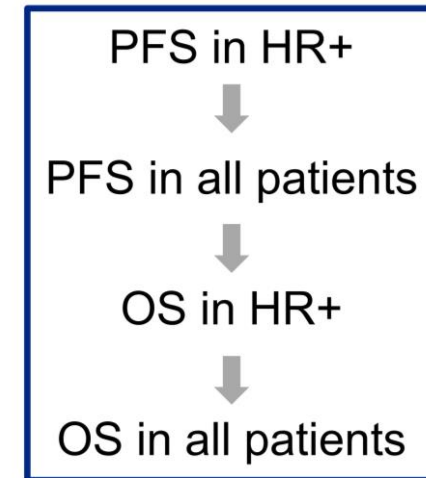 PFS in HR+
PFS in all patients
OS in HR+
OS in all patients